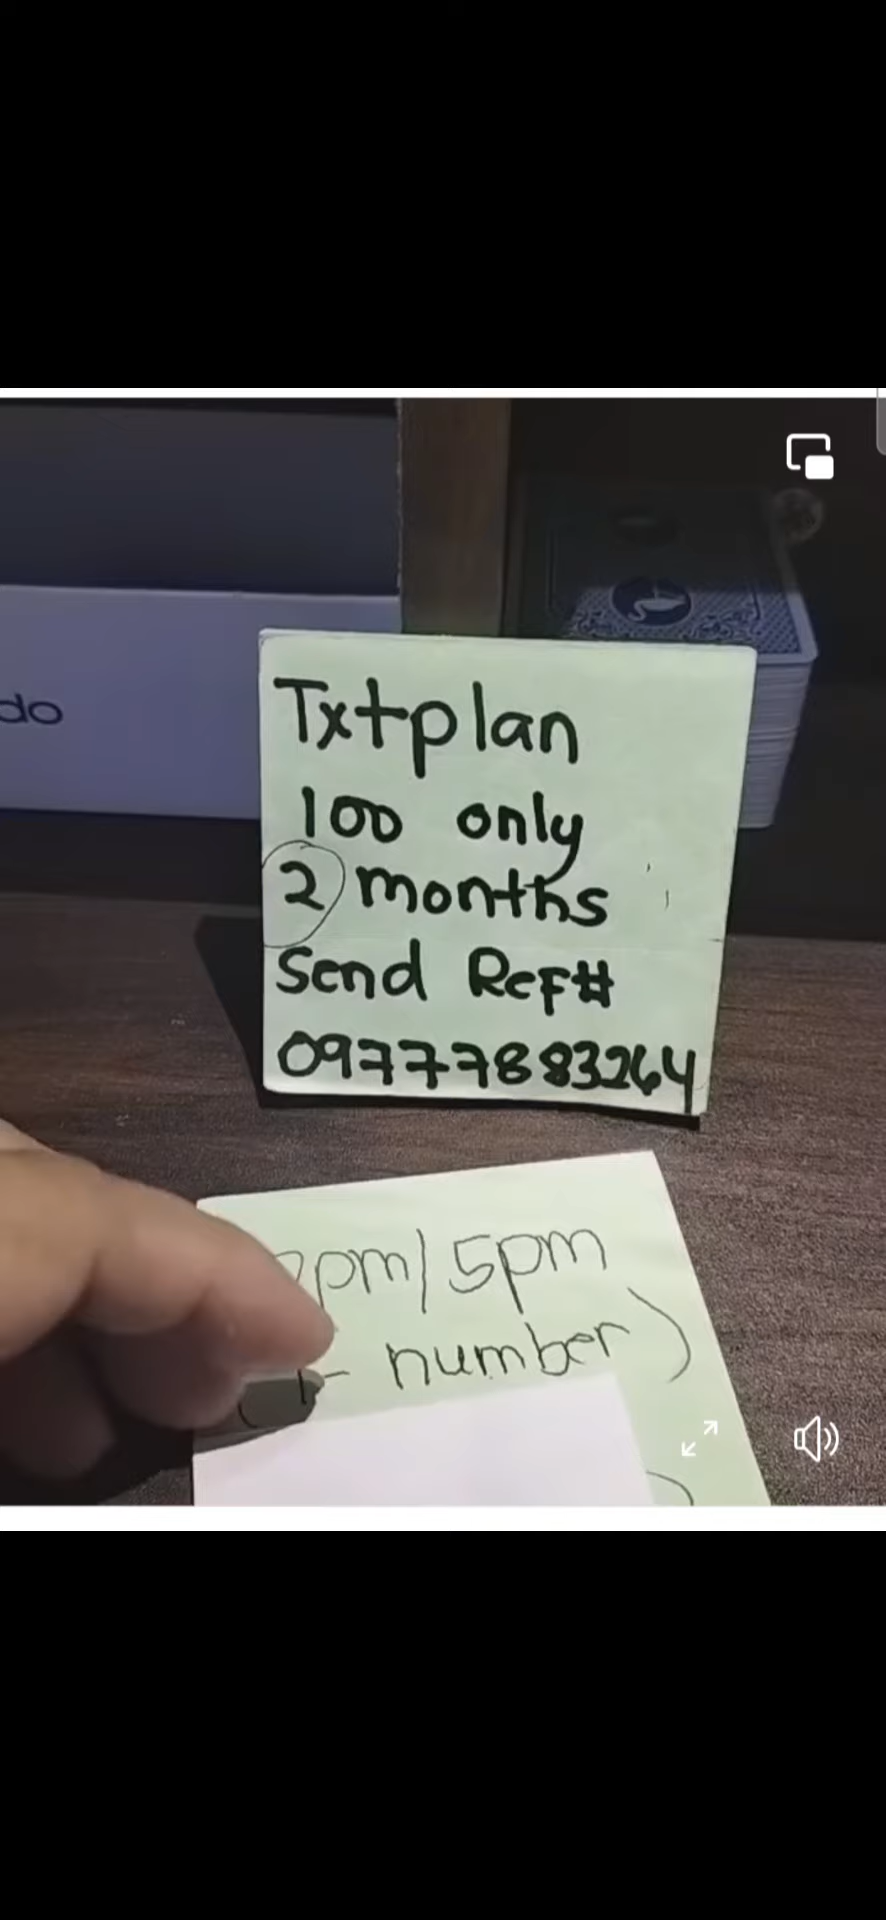 do
Txtplan
100 only
2 months
Send Ref#
09777883264
pm/5pm
number)